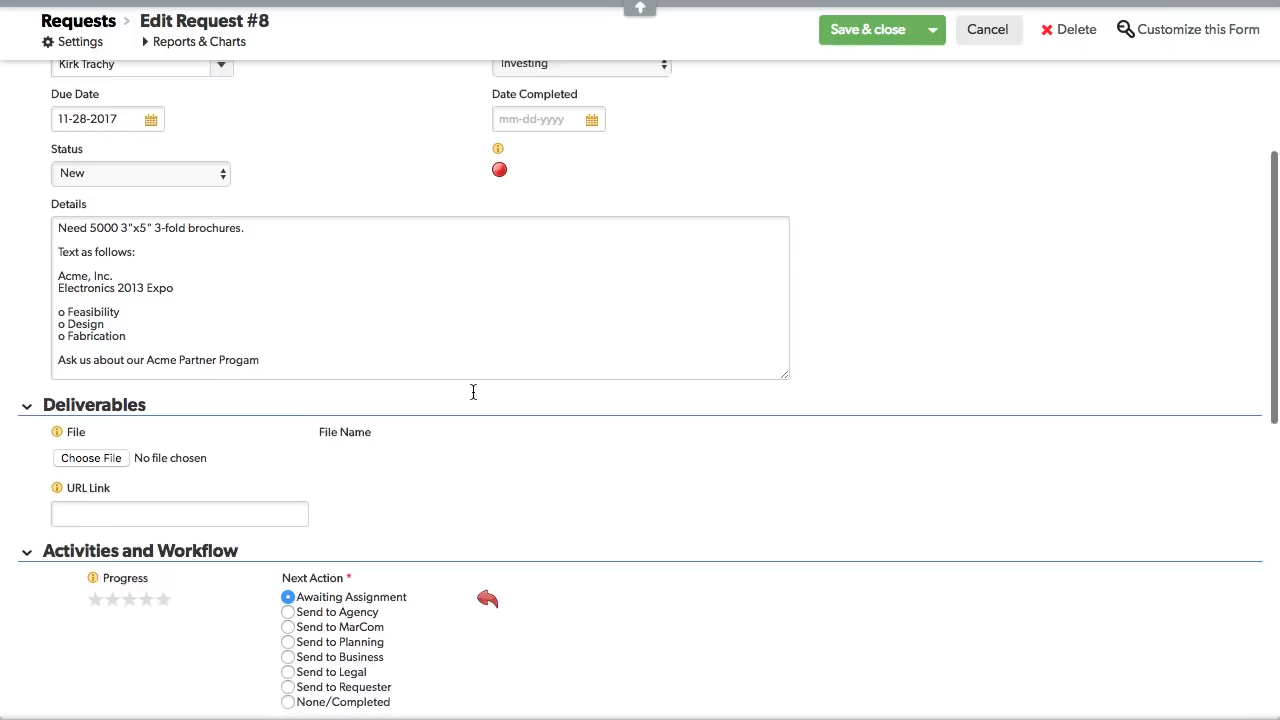 Requests > Edit Request #8
Save & close
Cancel
Delete
Customize this Form
Settings
Reports & Charts
Kirk Trachy
Investing
Due Date
Date Completed
11-28-2017
mm-dd-yyyy
Status
New
Details
Need 5000 3"x5" 3-fold brochures.
Text as follows:
Acme, Inc.
Electronics 2013 Expo
o Feasibility
o Design
o Fabrication
Ask us about our Acme Partner Progam
Deliverables
File
File Name
Choose File No file chosen
URL Link
Activities and Workflow
Progress
Next Action *
Awaiting Assignment
Send to Agency
Send to MarCom
Send to Planning
Send to Business
Send to Legal
Send to Requester
None/Completed